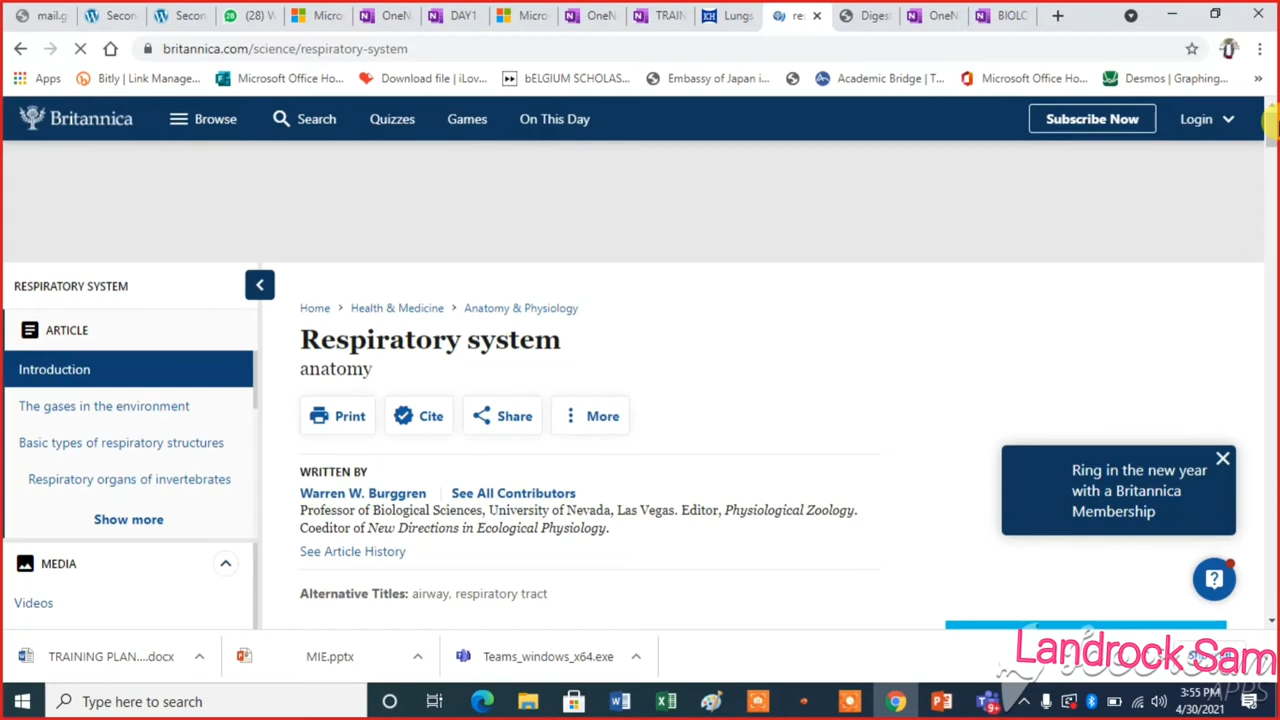 mail.g
Secon
Secon
(28) W
Micro
OneN
DAY1
Micro
OneN
TRAIN
Lungs
res
Digest
OneN
BIOLO
britannica.com/science/respiratory-system
Apps
Bitly | Link Manage...
Microsoft Office Ho...
Download file | iLov...
bELGIUM SCHOLAS...
Embassy of Japan i...
Academic Bridge | T...
Microsoft Office Ho...
Desmos | Graphing...
Britannica
Browse
Search
Quizzes
Games
On This Day
Subscribe Now
Login
RESPIRATORY SYSTEM
ARTICLE
Introduction
The gases in the environment
Basic types of respiratory structures
Respiratory organs of invertebrates
Show more
MEDIA
Videos
Home > Health & Medicine > Anatomy & Physiology
Respiratory system
anatomy
Print
Cite
Share
More
WRITTEN BY
Warren W. Burggren | See All Contributors
Professor of Biological Sciences, University of Nevada, Las Vegas. Editor, Physiological Zoology.
Coeditor of New Directions in Ecological Physiology.
See Article History
Alternative Titles: airway, respiratory tract
Ring in the new year
with a Britannica
Membership
TRAINING PLAN....docx
MIE.pptx
Teams_windows_x64.exe
Landrock Sam
APPS
Type here to search
9+
3:55 PM
4/30/2021